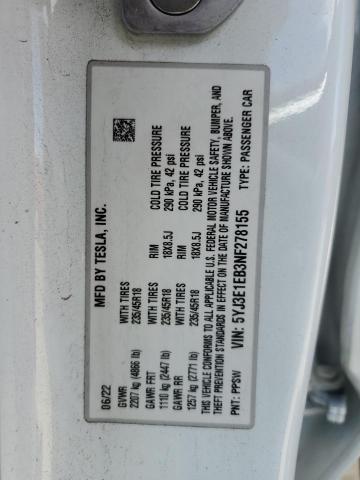 MFD BY TESLA, INC.
06/22
GVWR
2207 kg (4866 lb) 235/45R18 COLD TIRE PRESSURE
GAWR FRT TIRES RIM 290 kPa, 42 psi
1110 kg (2447 lb) 235/45R18 18X8.5J COLD TIRE PRESSURE
GAWR RR TIRES RIM 290 kPa, 42 psi
1257 kg (2771 lb) 235/45R18 18X8.5J
THIS VEHICLE CONFORMS TO ALL APPLICABLE U.S. FEDERAL MOTOR VEHICLE SAFETY, BUMPER, AND
THEFT PREVENTION STANDARDS IN EFFECT ON THE DATE OF MANUFACTURE SHOWN ABOVE.
VIN: 5YJ3E1EB3NF278155
PNT: PPSW TYPE: PASSENGER CAR